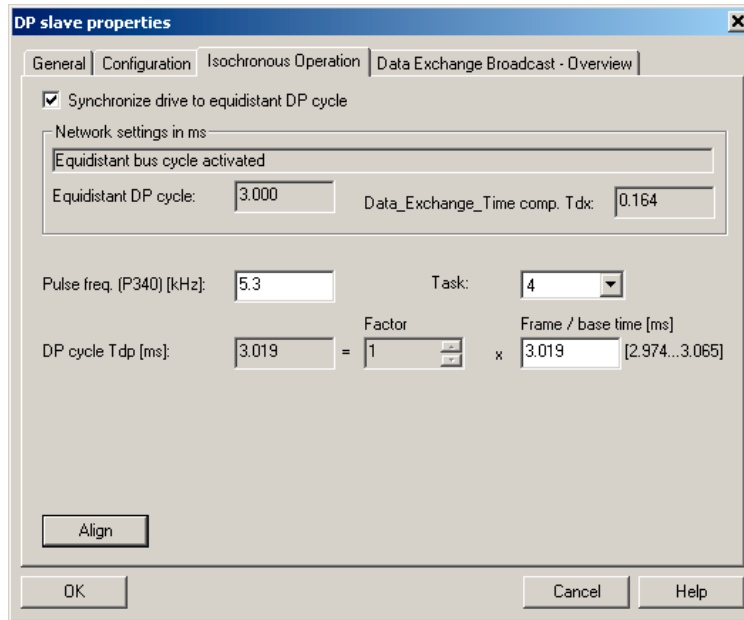 DP slave properties
General Configuration Isochronous Operation Data Exchange Broadcast - Overview
Synchronize drive to equidistant DP cycle
Network settings in ms
Equidistant bus cycle activated
Equidistant DP cycle: 3.000 Data_Exchange_Time comp. Tdx: 0.164
Pulse freq. (P340) [kHz]: 5.3 Task: 4
Factor Frame / base time [ms]
DP cycle Tdp [ms]: 3.019 = 1 x 3.019 [2.974...3.065]
Align
OK Cancel Help